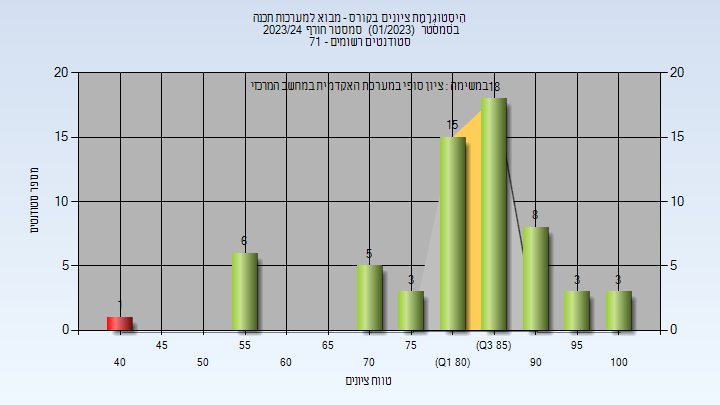 היסטוגרמת ציונים בקורס - מבוא למערכות תכנה
בסמסטר (01/2023) סמסטר חורף 2023/24
סטודנטים רשומים - 71
במשימה : ציון סופי במערכת האקדמית במחשב המרכזי
מספר סטודנטים
20 20
15 15
10 10
5 5
0 0
1 6 5 3 15 18 8 3 3
45 55 65 75 (Q3 85) 95
40 50 60 70 (Q1 80) 90 100
טווח ציונים